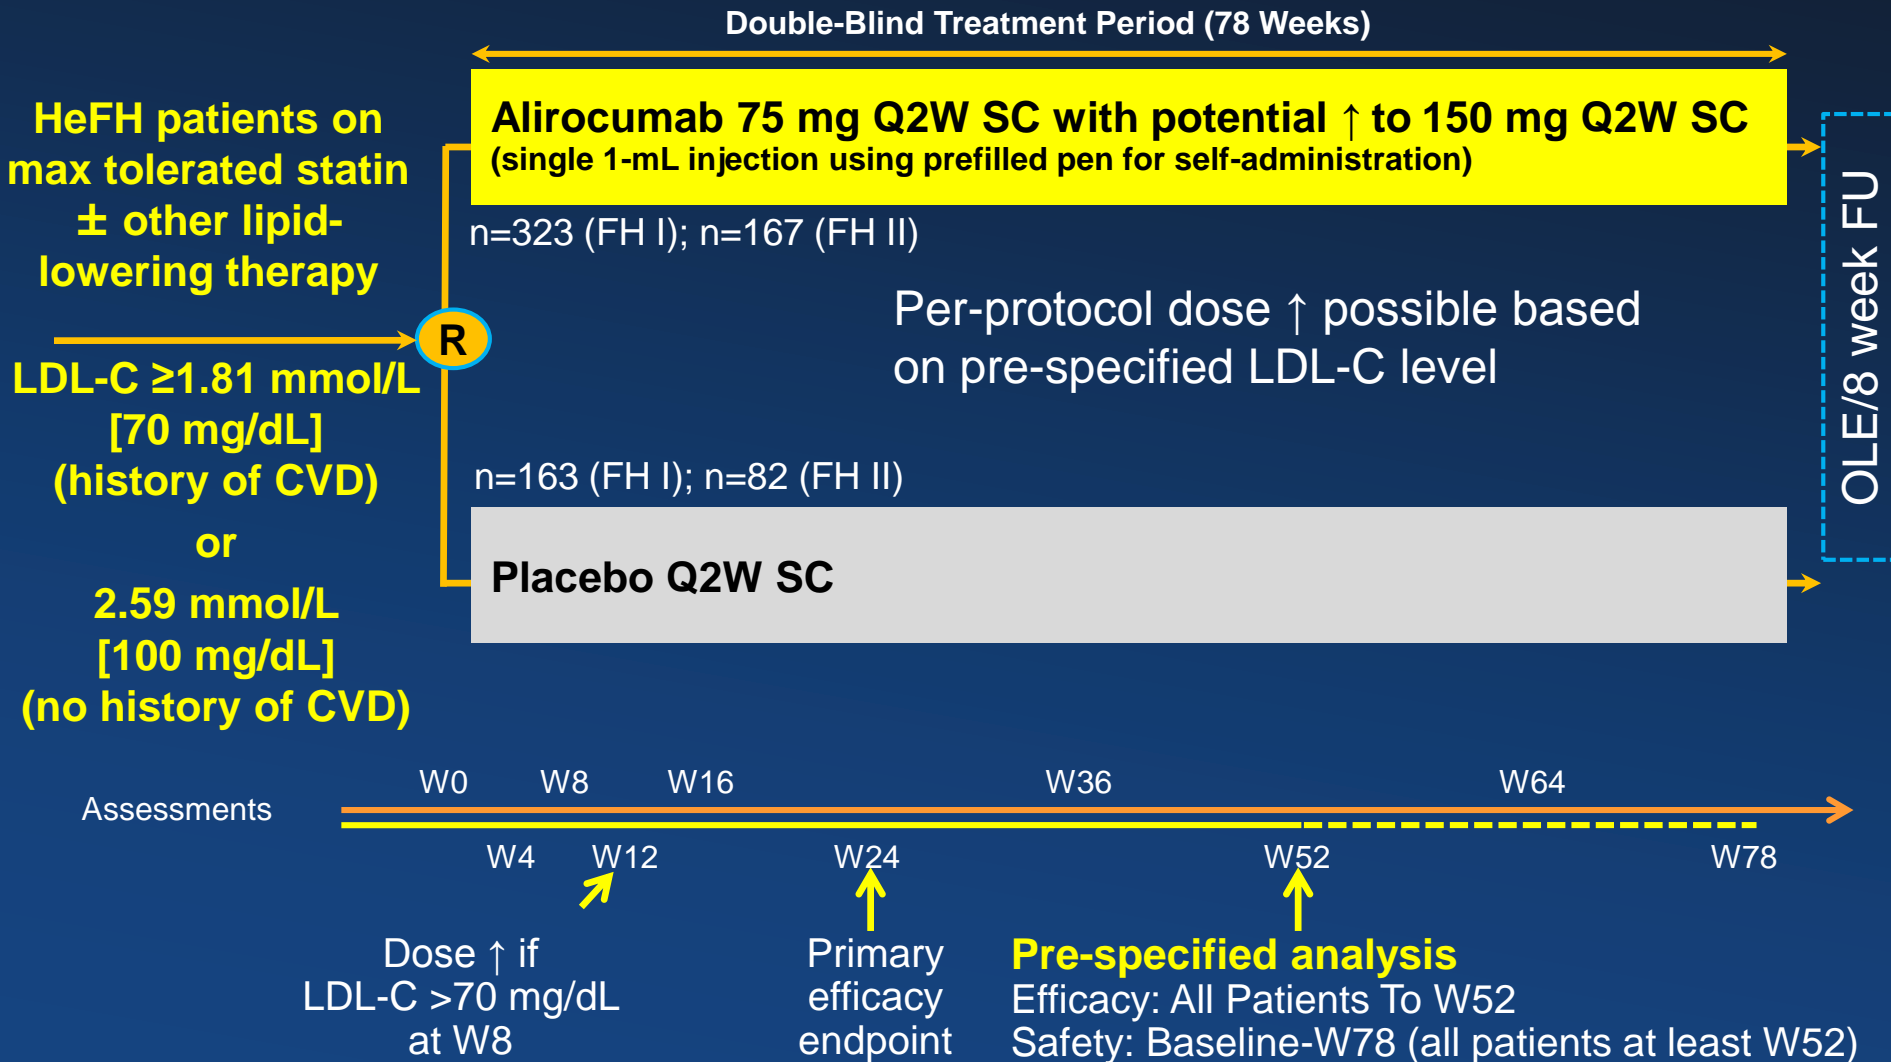 Double-Blind Treatment Period (78 Weeks)
HeFH patients on
max tolerated statin
± other lipid-
lowering therapy
LDL-C ≥1.81 mmol/L
[70 mg/dL]
(history of CVD)
or
2.59 mmol/L
[100 mg/dL]
(no history of CVD)
R
Alirocumab 75 mg Q2W SC with potential ↑ to 150 mg Q2W SC
(single 1-mL injection using prefilled pen for self-administration)
n=323 (FH I); n=167 (FH II)
Per-protocol dose ↑ possible based
on pre-specified LDL-C level
n=163 (FH I); n=82 (FH II)
Placebo Q2W SC
OLE/8 week FU
Assessments
W0 W8 W16 W36 W64
W4 W12 W24 W52 W78
Dose ↑ if
LDL-C >70 mg/dL
at W8
Primary
efficacy
endpoint
Pre-specified analysis
Efficacy: All Patients To W52
Safety: Baseline-W78 (all patients at least W52)